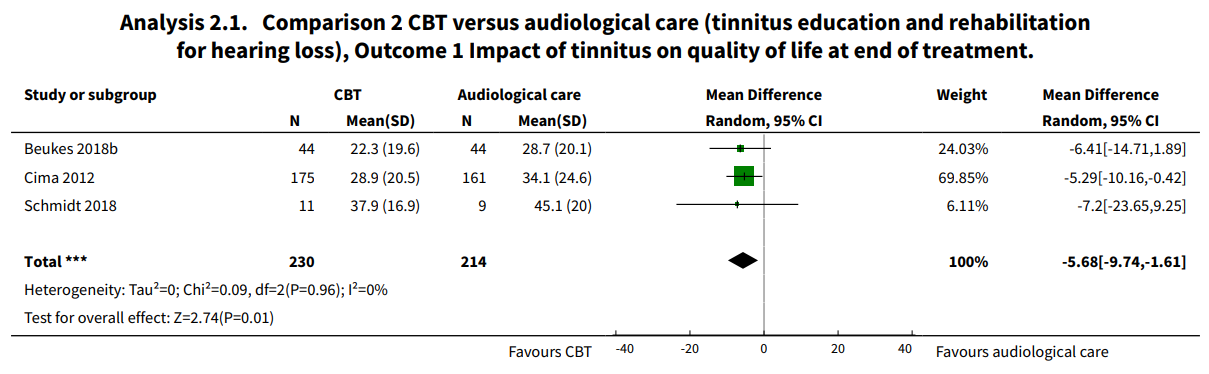 Analysis 2.1. Comparison 2 CBT versus audiological care (tinnitus education and rehabilitation
for hearing loss), Outcome 1 Impact of tinnitus on quality of life at end of treatment.
Study or subgroup CBT Audiological care Mean Difference Weight Mean Difference
N Mean(SD) N Mean(SD) Random, 95% CI Random, 95% CI
Beukes 2018b 44 22.3 (19.6) 44 28.7 (20.1) 24.03% -6.41[-14.71,1.89]
Cima 2012 175 28.9 (20.5) 161 34.1 (24.6) 69.85% -5.29[-10.16,-0.42]
Schmidt 2018 11 37.9 (16.9) 9 45.1 (20) 6.11% -7.2[-23.65,9.25]
Total *** 230 214 100% -5.68[-9.74,-1.61]
Heterogeneity: Tau²=0; Chi²=0.09, df=2(P=0.96); I²=0%
Test for overall effect: Z=2.74(P=0.01)
Favours CBT -40 -20 0 20 40 Favours audiological care